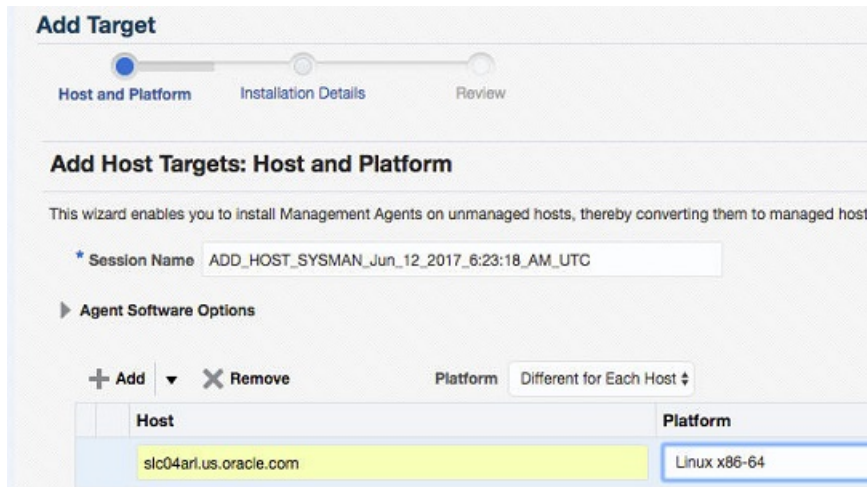 Add Target
Host and Platform Installation Details Review
Add Host Targets: Host and Platform
This wizard enables you to install Management Agents on unmanaged hosts, thereby converting them to managed host
* Session Name ADD_HOST_SYSMAN_Jun_12_2017_6:23:18_AM_UTC
Agent Software Options
Add Remove Platform Different for Each Host
Host Platform
slc04arl.us.oracle.com Linux x86-64